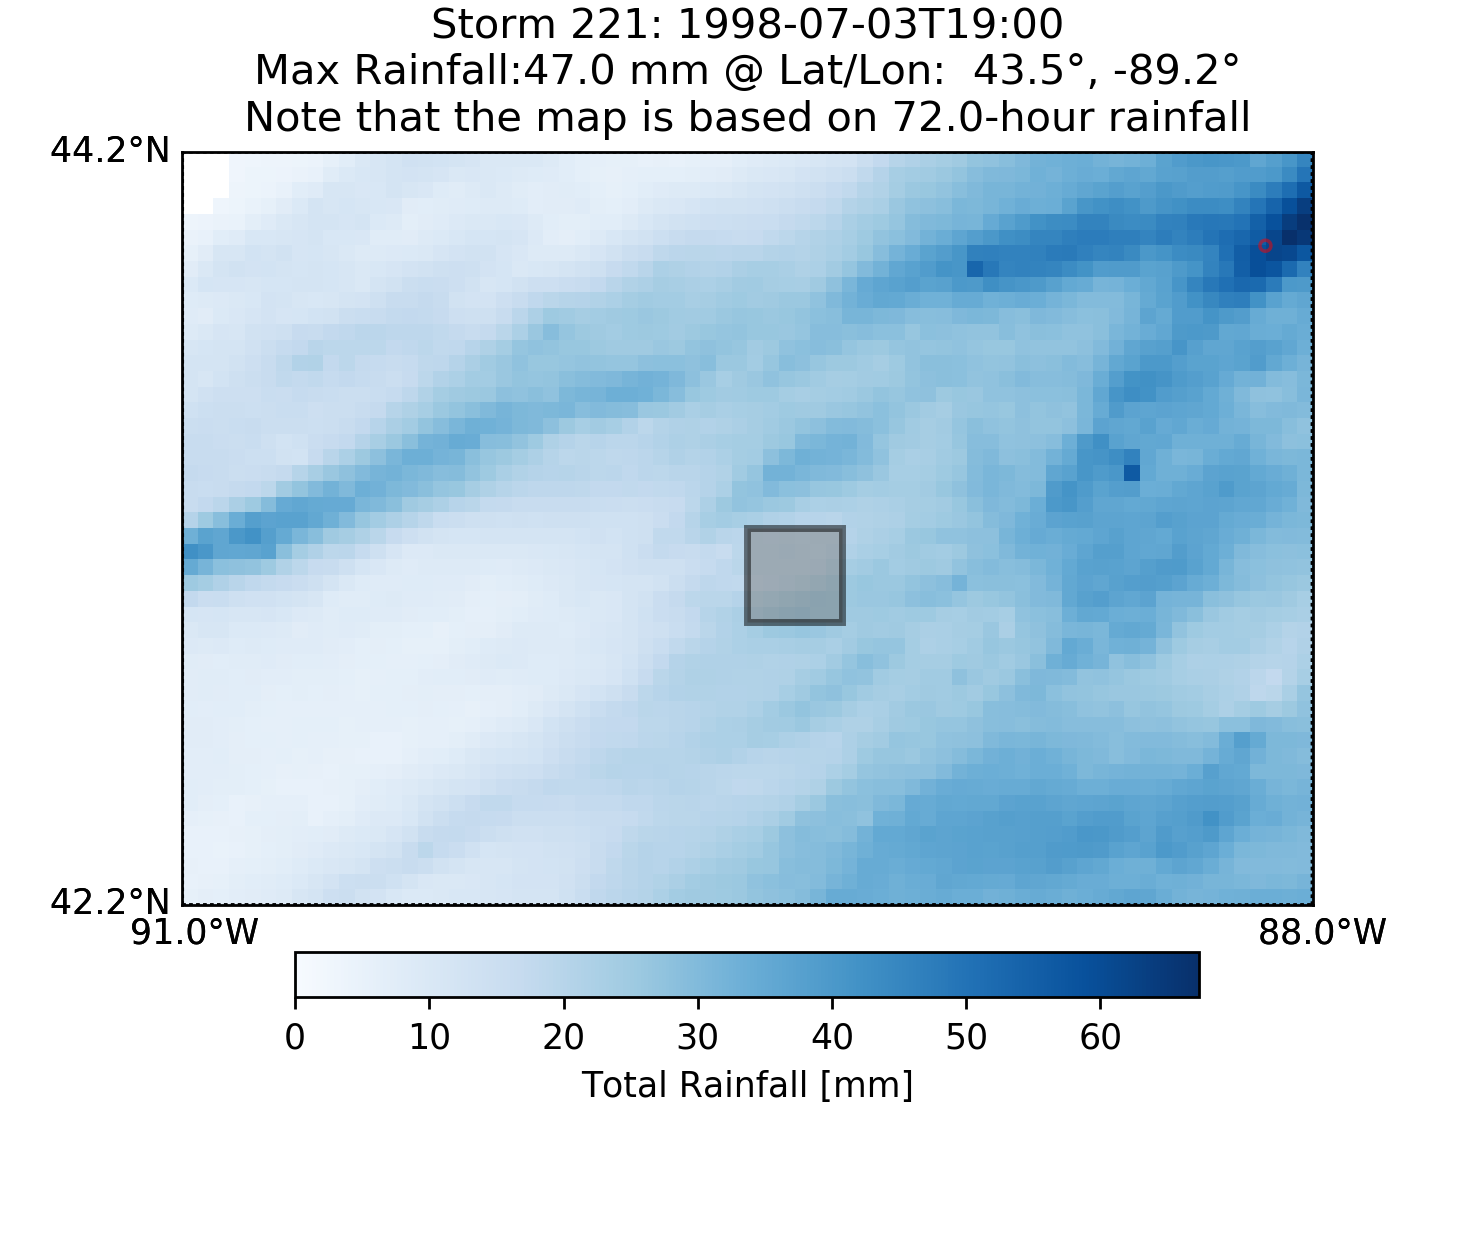 Storm 221: 1998-07-03T19:00
Max Rainfall:47.0 mm @ Lat/Lon:  43.5°, -89.2°
Note that the map is based on 72.0-hour rainfall
44.2°N
42.2°N
91.0°W
88.0°W
0 10 20 30 40 50 60
Total Rainfall [mm]